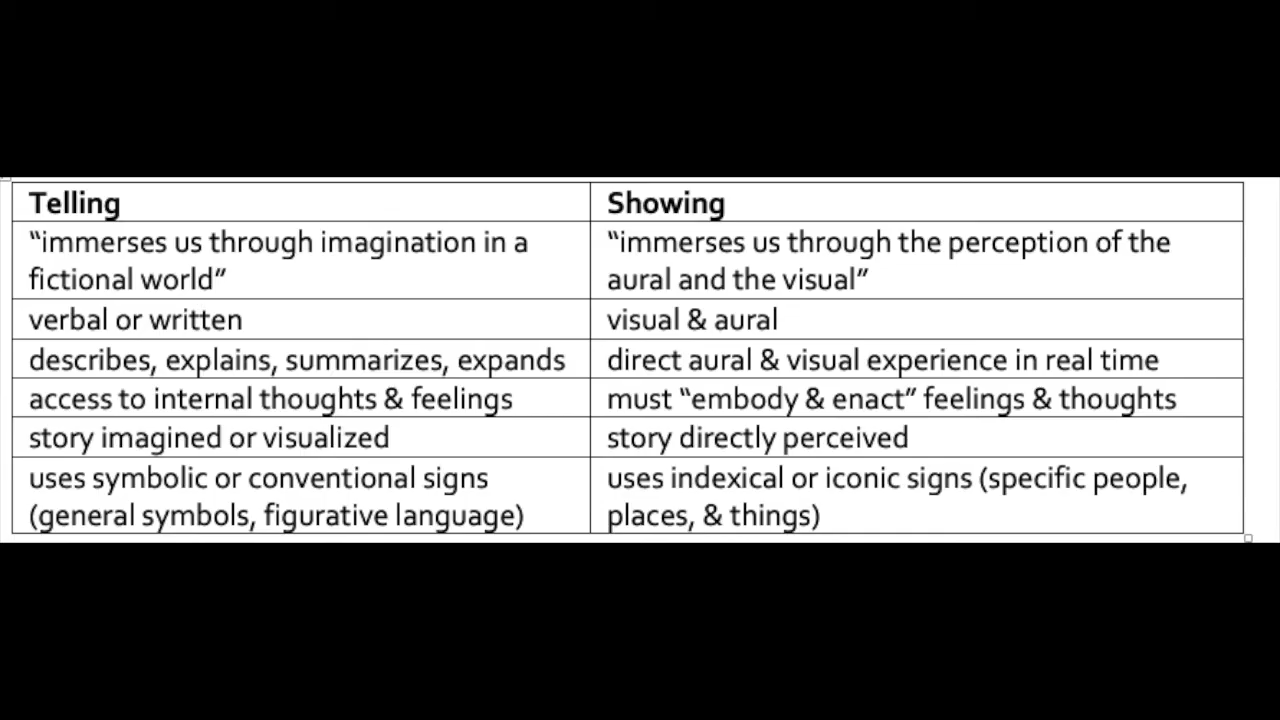 Telling
Showing
“immerses us through imagination in a
fictional world”
“immerses us through the perception of the
aural and the visual”
verbal or written
visual & aural
describes, explains, summarizes, expands
direct aural & visual experience in real time
access to internal thoughts & feelings
must “embody & enact” feelings & thoughts
story imagined or visualized
story directly perceived
uses symbolic or conventional signs
(general symbols, figurative language)
uses indexical or iconic signs (specific people,
places, & things)